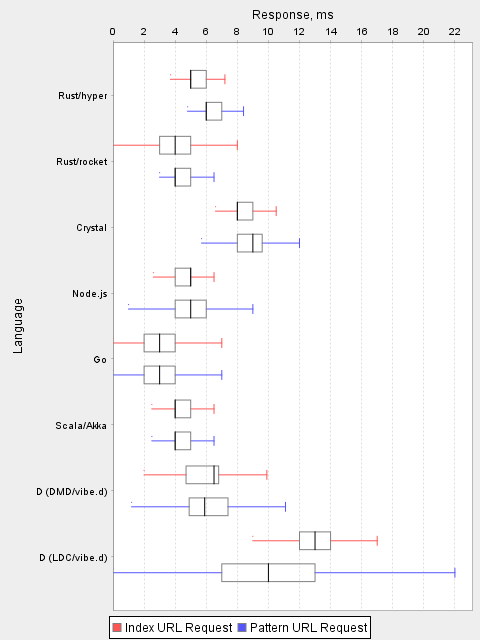 Response, ms
0 2 4 6 8 10 12 14 16 18 20 22
Rust/hyper
Rust/rocket
Crystal
Node.js
Go
Scala/Akka
D (DMD/vibe.d)
D (LDC/vibe.d)
Language
Index URL Request Pattern URL Request